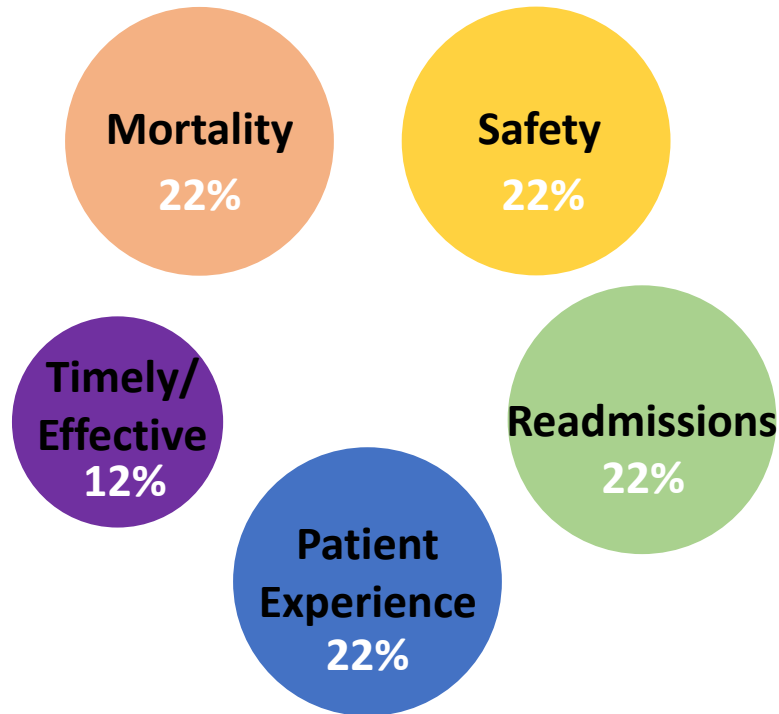 Mortality
22%
Safety
22%
Timely/
Effective
12%
Readmissions
22%
Patient
Experience
22%